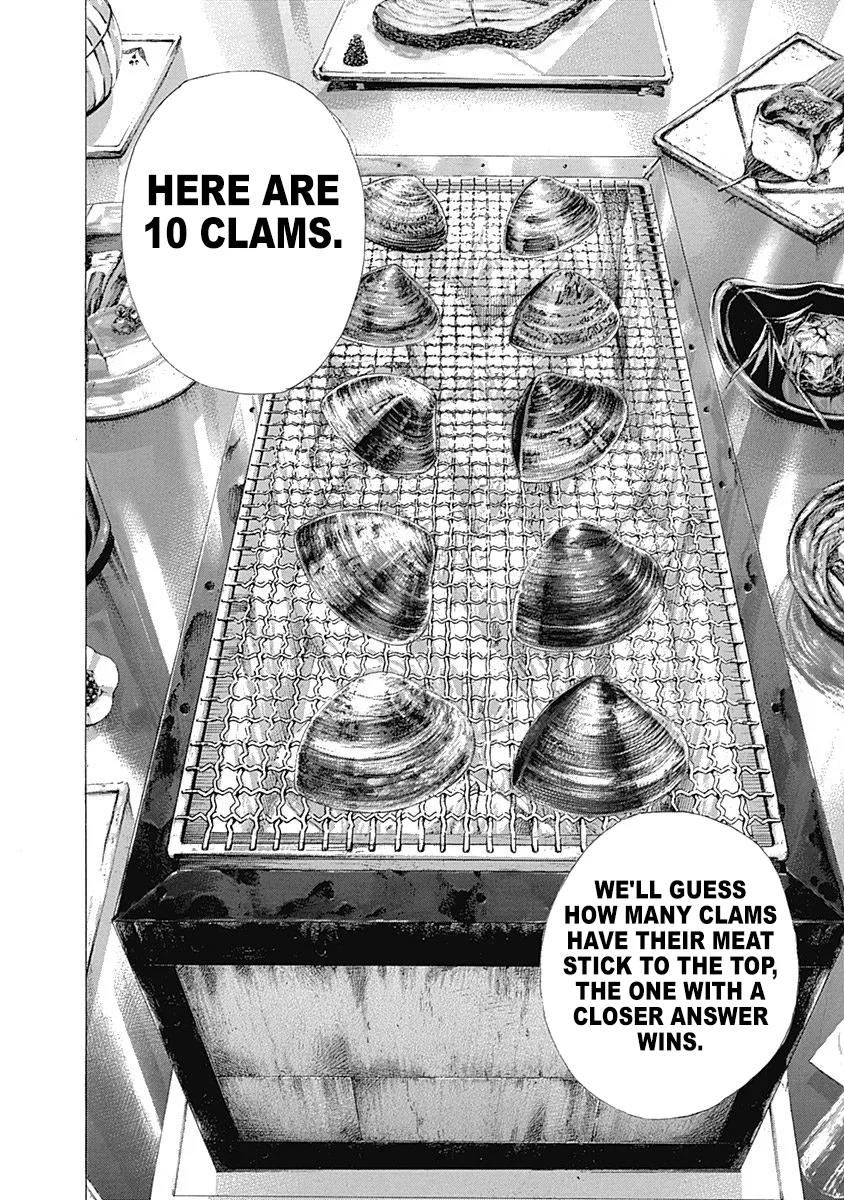 HERE ARE
10 CLAMS.
WE'LL GUESS
HOW MANY CLAMS
HAVE THEIR MEAT
STICK TO THE TOP,
THE ONE WITH A
CLOSER ANSWER
WINS.